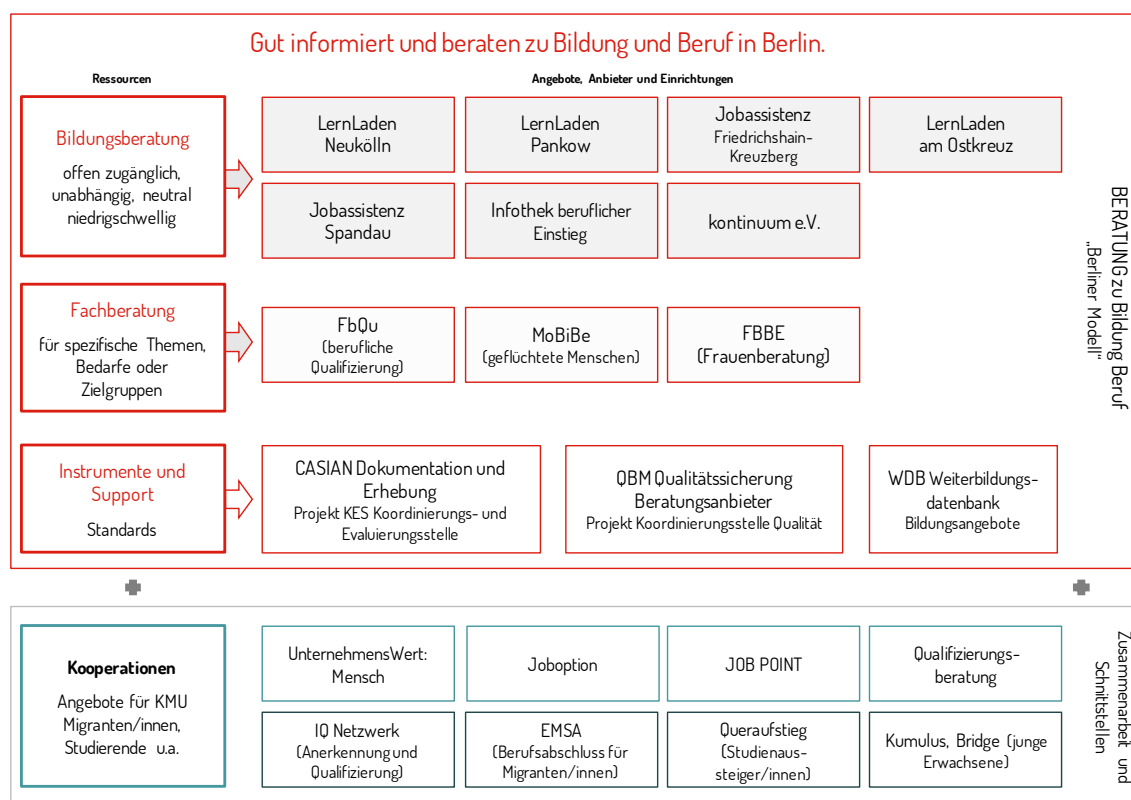 Gut informiert und beraten zu Bildung und Beruf in Berlin.
Ressourcen
Angebote, Anbieter und Einrichtungen
Bildungsberatung
offen zugänglich,
unabhängig, neutral
niedrigschwellig
LernLaden
Neukölln
LernLaden
Pankow
Jobassistenz
Friedrichshain-
Kreuzberg
LernLaden
am Ostkreuz
Jobassistenz
Spandau
Infothek beruflicher
Einstieg
kontinuum e.V.
Fachberatung
für spezifische Themen,
Bedarfe oder
Zielgruppen
FbQu
(berufliche
Qualifizierung)
MoBiBe
(geflüchtete Menschen)
FBBE
(Frauenberatung)
Instrumente und
Support
Standards
CASIAN Dokumentation und
Erhebung
Projekt KES Koordinierungs- und
Evaluierungsstelle
QBM Qualitätssicherung
Beratungsanbieter
Projekt Koordinierungsstelle Qualität
WDB Weiterbildungs-
datenbank
Bildungsangebote
BERATUNG zu Bildung Beruf
„Berliner Modell“
Kooperationen
Angebote für KMU
Migranten/innen,
Studierende u.a.
UnternehmensWert:
Mensch
Joboption
JOB POINT
Qualifizierungs-
beratung
IQ Netzwerk
(Anerkennung und
Qualifizierung)
EMSA
(Berufsabschluss für
Migranten/innen)
Queraufstieg
(Studienaus-
steiger/innen)
Kumulus, Bridge (junge
Erwachsene)
Zusammenarbeit und
Schnittstellen